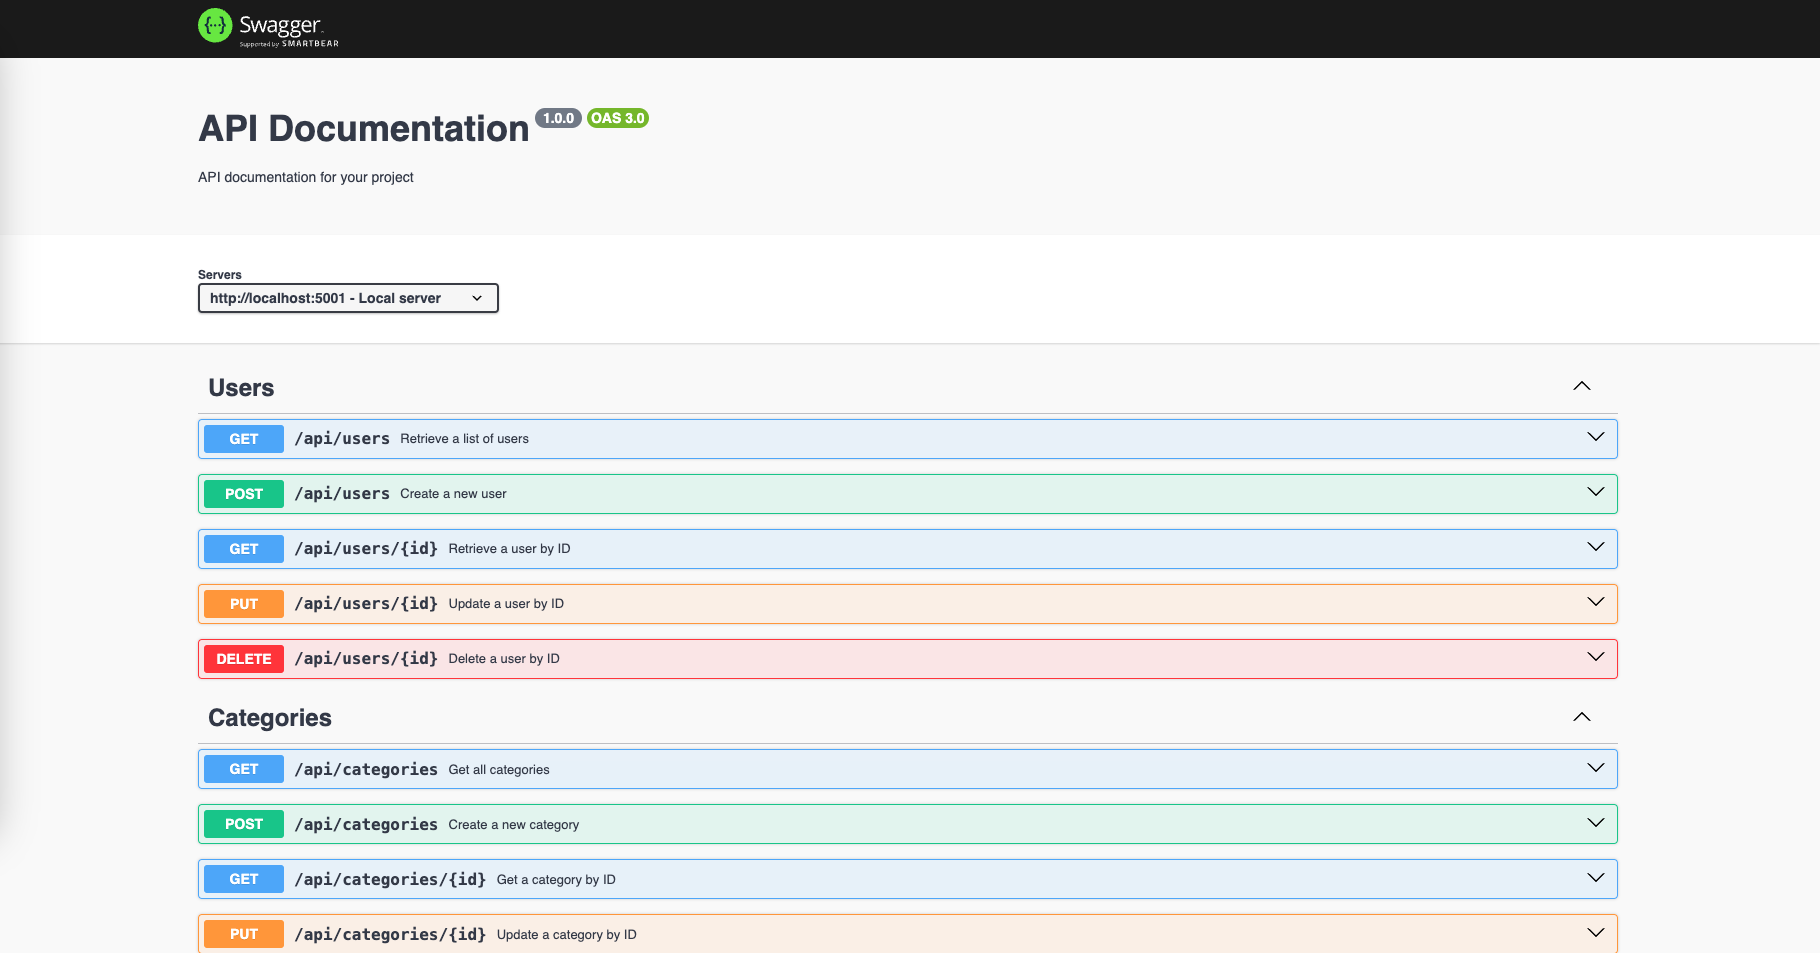 Swagger
Supported by SMARTBEAR
API Documentation 1.0.0 OAS 3.0
API documentation for your project
Servers
http://localhost:5001 - Local server
Users
GET /api/users Retrieve a list of users
POST /api/users Create a new user
GET /api/users/{id} Retrieve a user by ID
PUT /api/users/{id} Update a user by ID
DELETE /api/users/{id} Delete a user by ID
Categories
GET /api/categories Get all categories
POST /api/categories Create a new category
GET /api/categories/{id} Get a category by ID
PUT /api/categories/{id} Update a category by ID